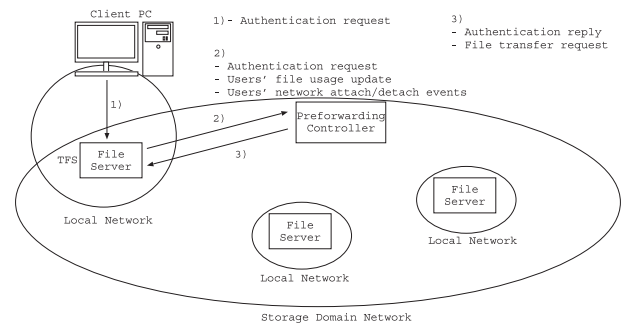 Client PC
1)- Authentication request
2)
- Authentication request
- Users' file usage update
- Users' network attach/detach events
3)
- Authentication reply
- File transfer request
1)
2)
3)
Preforwarding
Controller
TFS
File
Server
Local Network
File
Server
Local Network
File
Server
Local Network
Storage Domain Network